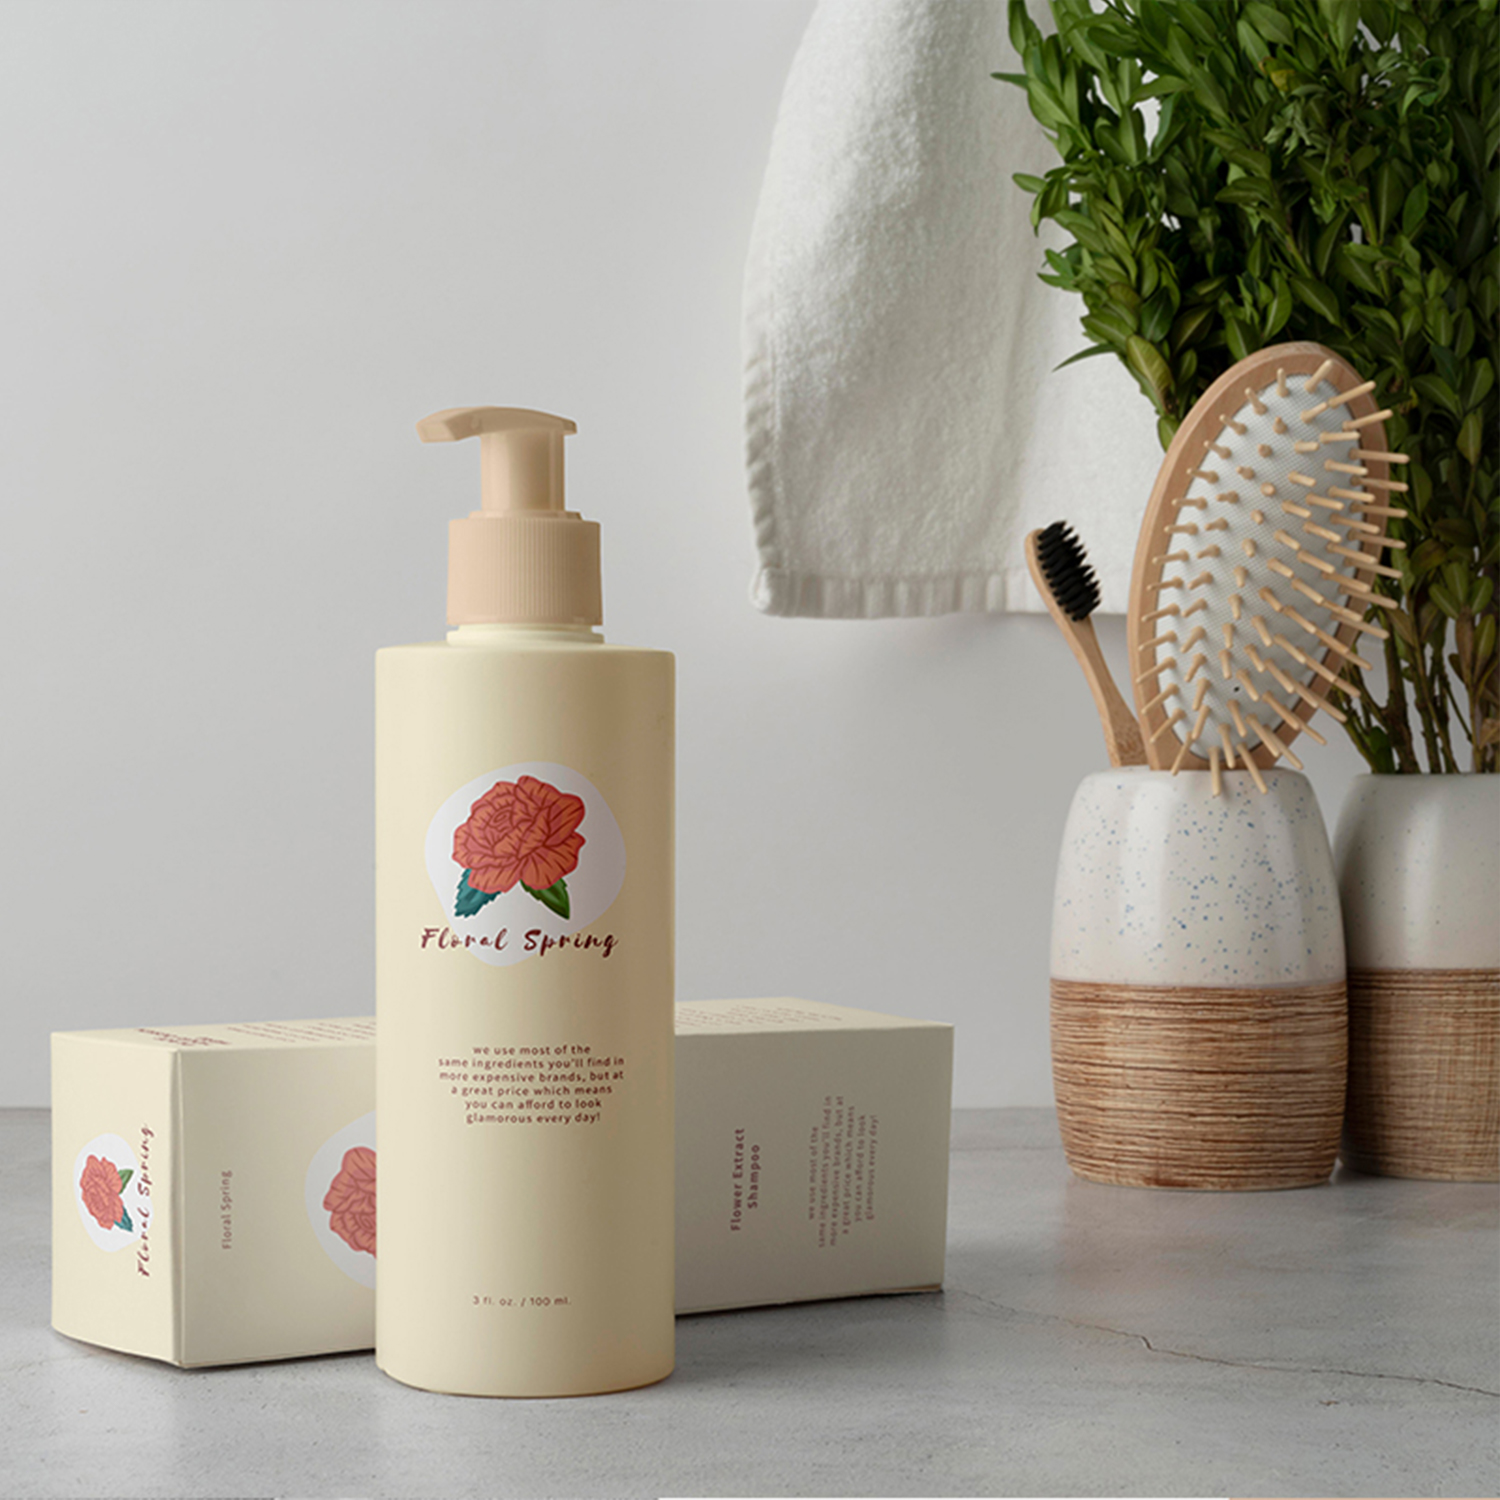 Floral Spring
we use most of the
same ingredients you'll find in
more expensive brands, but at
a great price which means
you can afford to look
glamorous every day!
3 fl. oz. / 100 ml.
Floral Spring
Floral Spring
Flower Extract
Shampoo
we use most of the
same ingredients you'll find in
more expensive brands, but at
a great price which means
you can afford to look
glamorous every day!